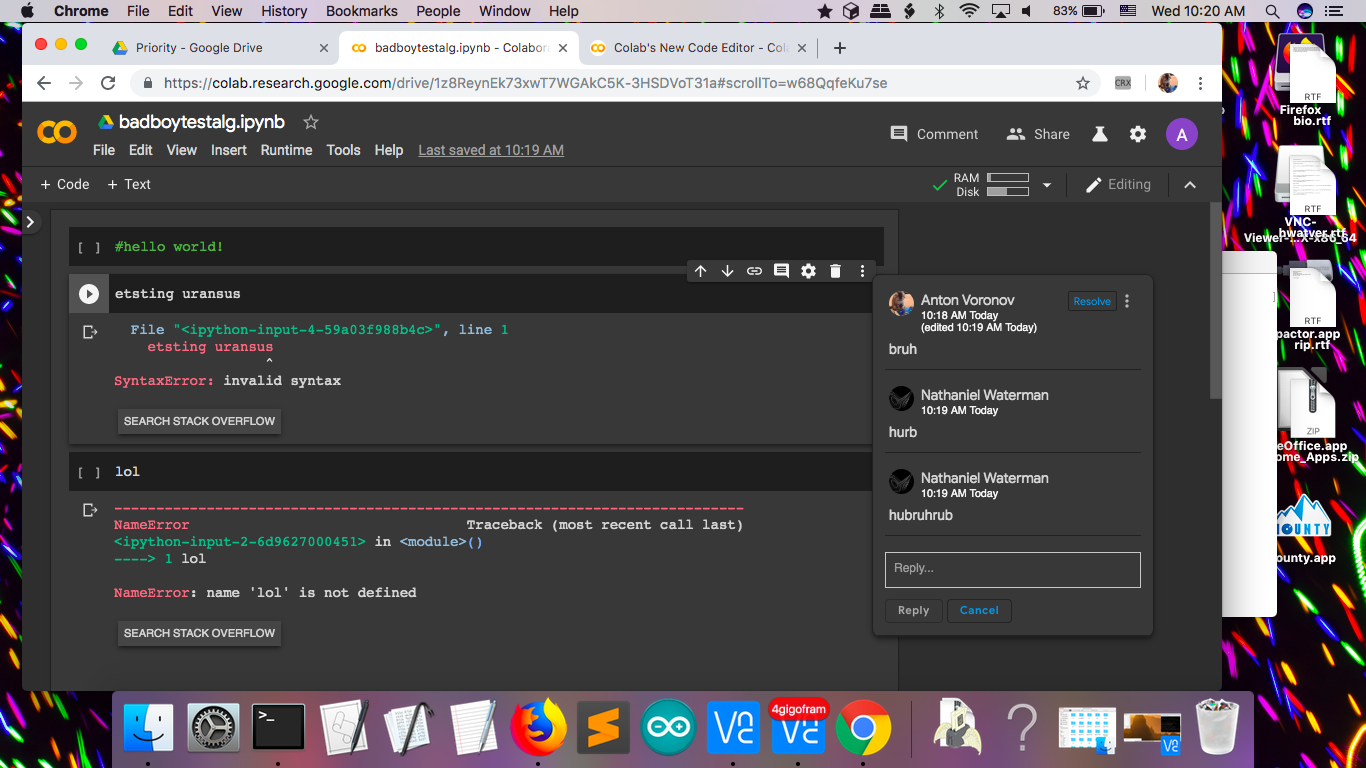 Chrome File Edit View History Bookmarks People Window Help 83% Wed 10:20 AM
Priority - Google Drive
badboytestalg.ipynb - Colabora
Colab's New Code Editor - Cola
https://colab.research.google.com/drive/1z8ReynEk73xwT7WGAkC5K-3HSDVoT31a#scrollTo=w68QqfeKu7se
CRX
badboytestalg.ipynb
Comment Share A
File Edit View Insert Runtime Tools Help Last saved at 10:19 AM
+ Code + Text
RAM
Disk
Editing
[ ] #hello world!
etsting uransus
File "<ipython-input-4-59a03f988b4c>", line 1
etsting uransus
^
SyntaxError: invalid syntax
SEARCH STACK OVERFLOW
[ ] lol
---------------------------------------------------------------------------
NameError Traceback (most recent call last)
<ipython-input-2-6d9627000451> in <module>()
----> 1 lol
NameError: name 'lol' is not defined
SEARCH STACK OVERFLOW
Anton Voronov
Resolve
10:18 AM Today
(edited 10:19 AM Today)
bruh
Nathaniel Waterman
10:19 AM Today
hurb
Nathaniel Waterman
10:19 AM Today
hubruhrub
Reply...
Reply Cancel
RTF
Firefox
bio.rtf
RTF
VNC-
hwatver.rtf
Viewer-...X-x86_64
RTF
pactor.app
rip.rtf
ZIP
eOffice.app
ome_Apps.zip
OUNTY
ounty.app
>_
4gigofram